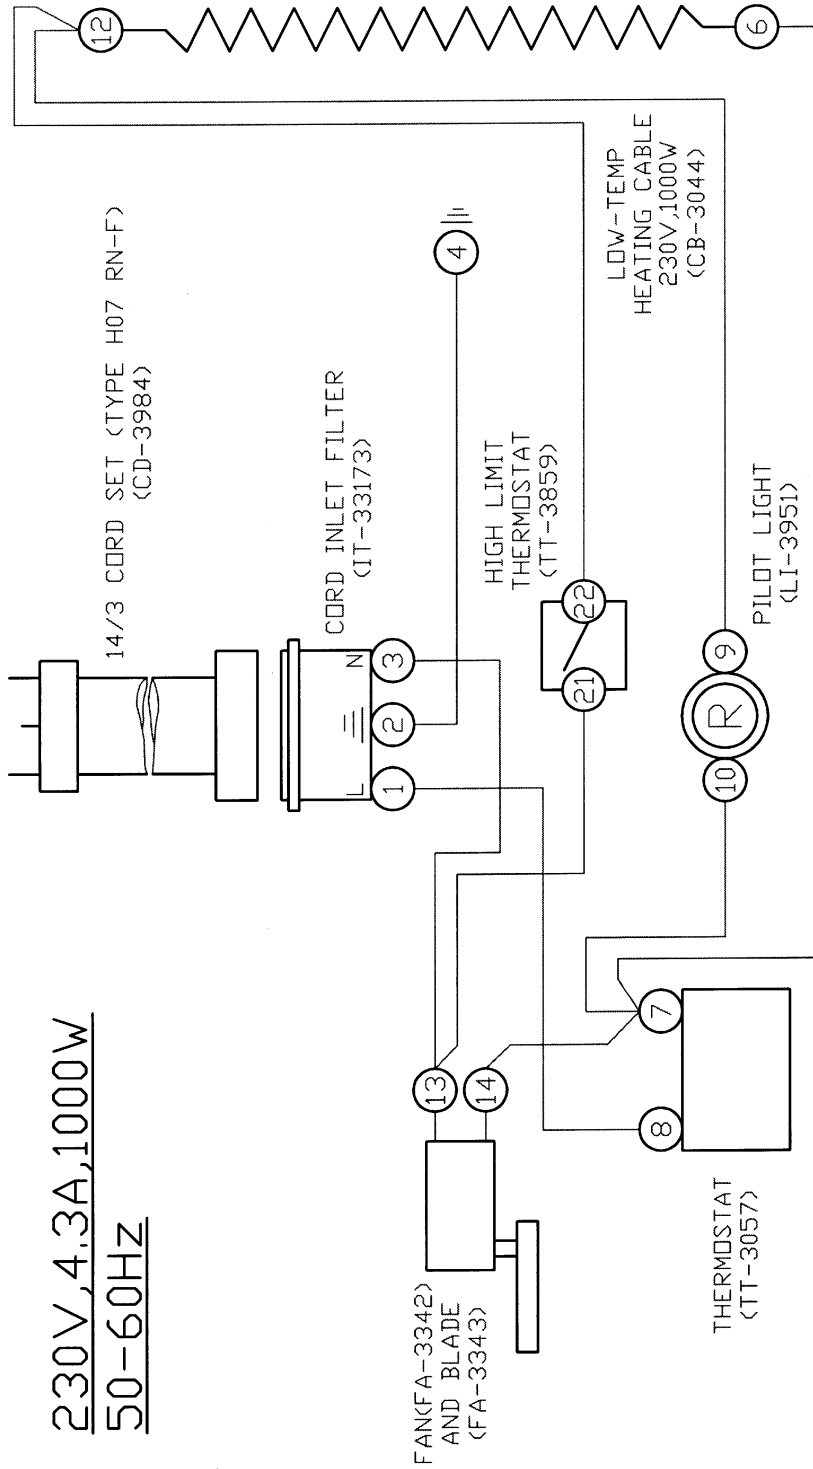 230V,4.3A,1000W
50-60Hz
14/3 CORD SET (TYPE H07 RN-F)
(CD-3984)
CORD INLET FILTER
(IT-33173)
L
N
1
2
3
4
HIGH LIMIT
THERMOSTAT
(TT-3859)
21
22
LOW-TEMP
HEATING CABLE
230V,1000W
(CB-3044)
12
6
PILOT LIGHT
(LI-3951)
10
R
9
FAN(FA-3342)
AND BLADE
(FA-3343)
13
14
THERMOSTAT
(TT-3057)
8
7